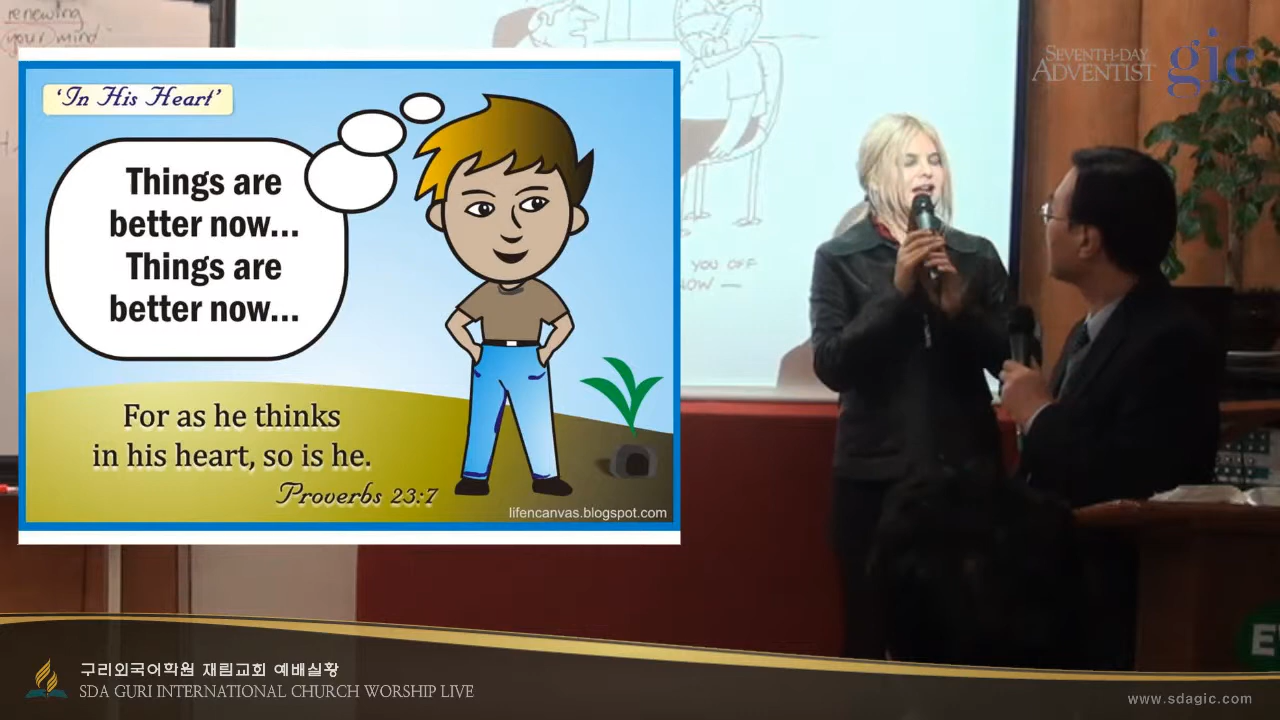 renewing
your mind
SEVENTH-DAY
ADVENTIST
gic
'In His Heart'
Things are
better now...
Things are
better now...
For as he thinks
in his heart, so is he.
Proverbs 23:7
lifencanvas.blogspot.com
YOU OFF
NOW —
구리외국어학원 재림교회 예배실황
SDA GURI INTERNATIONAL CHURCH WORSHIP LIVE
www.sdagic.com